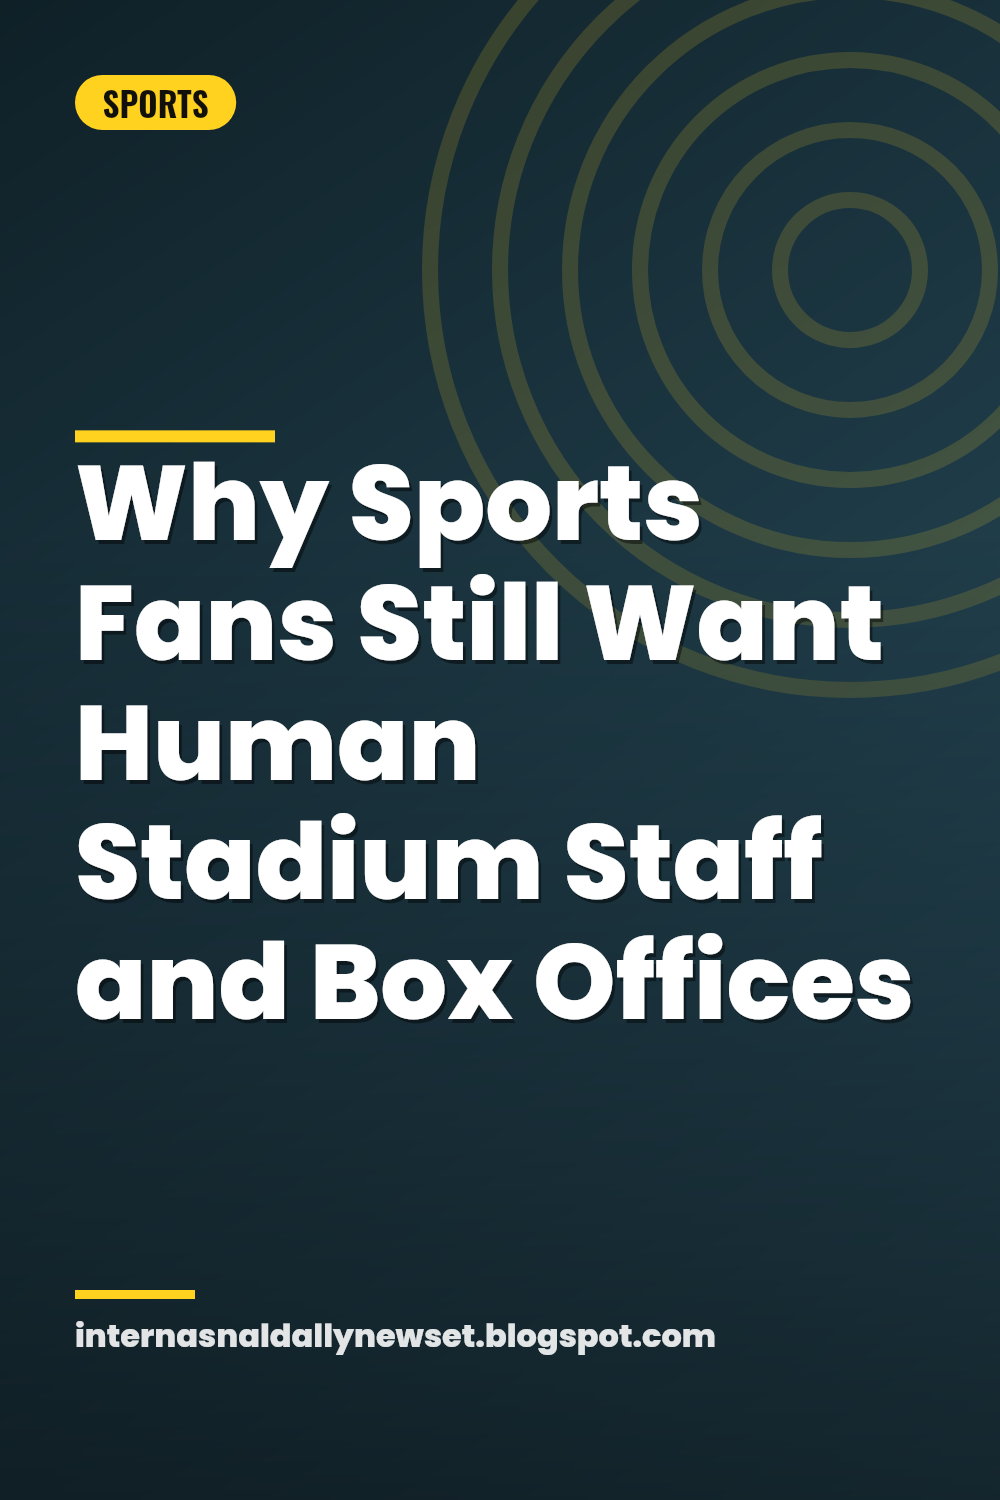 SPORTS
Why Sports
Fans Still Want
Human
Stadium Staff
and Box Offices
internasnaldallynewset.blogspot.com